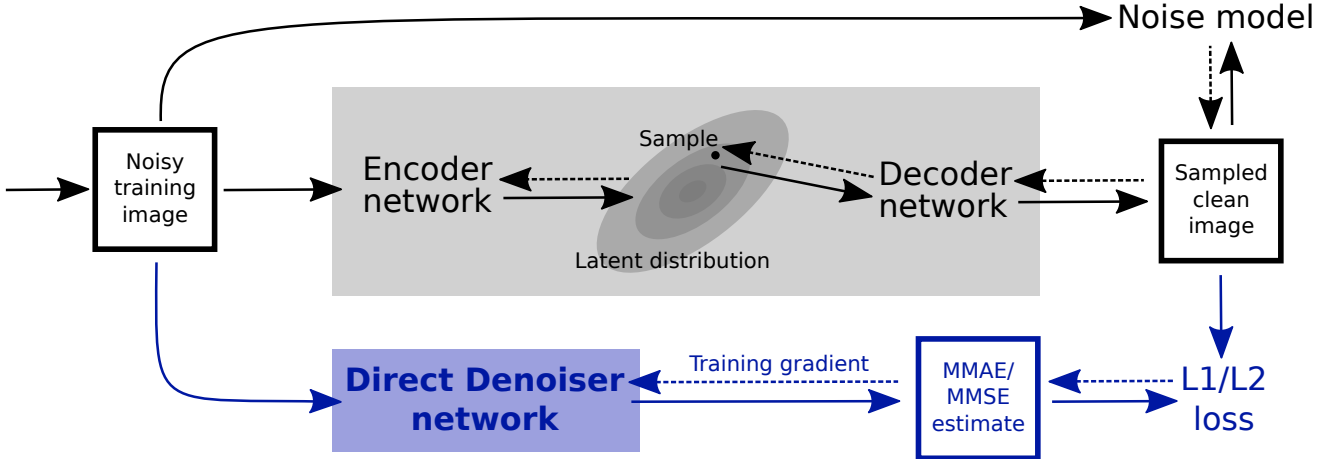 Noise model
Noisy
training
image
Encoder
network
Sample
Latent distribution
Decoder
network
Sampled
clean
image
Direct Denoiser
network
Training gradient
MMAE/
MMSE
estimate
L1/L2
loss